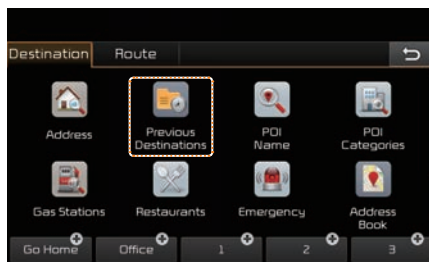 Destination Route
Address Previous Destinations POI Name POI Categories
Gas Stations Restaurants Emergency Address Book
Go Home Office 1 2 3